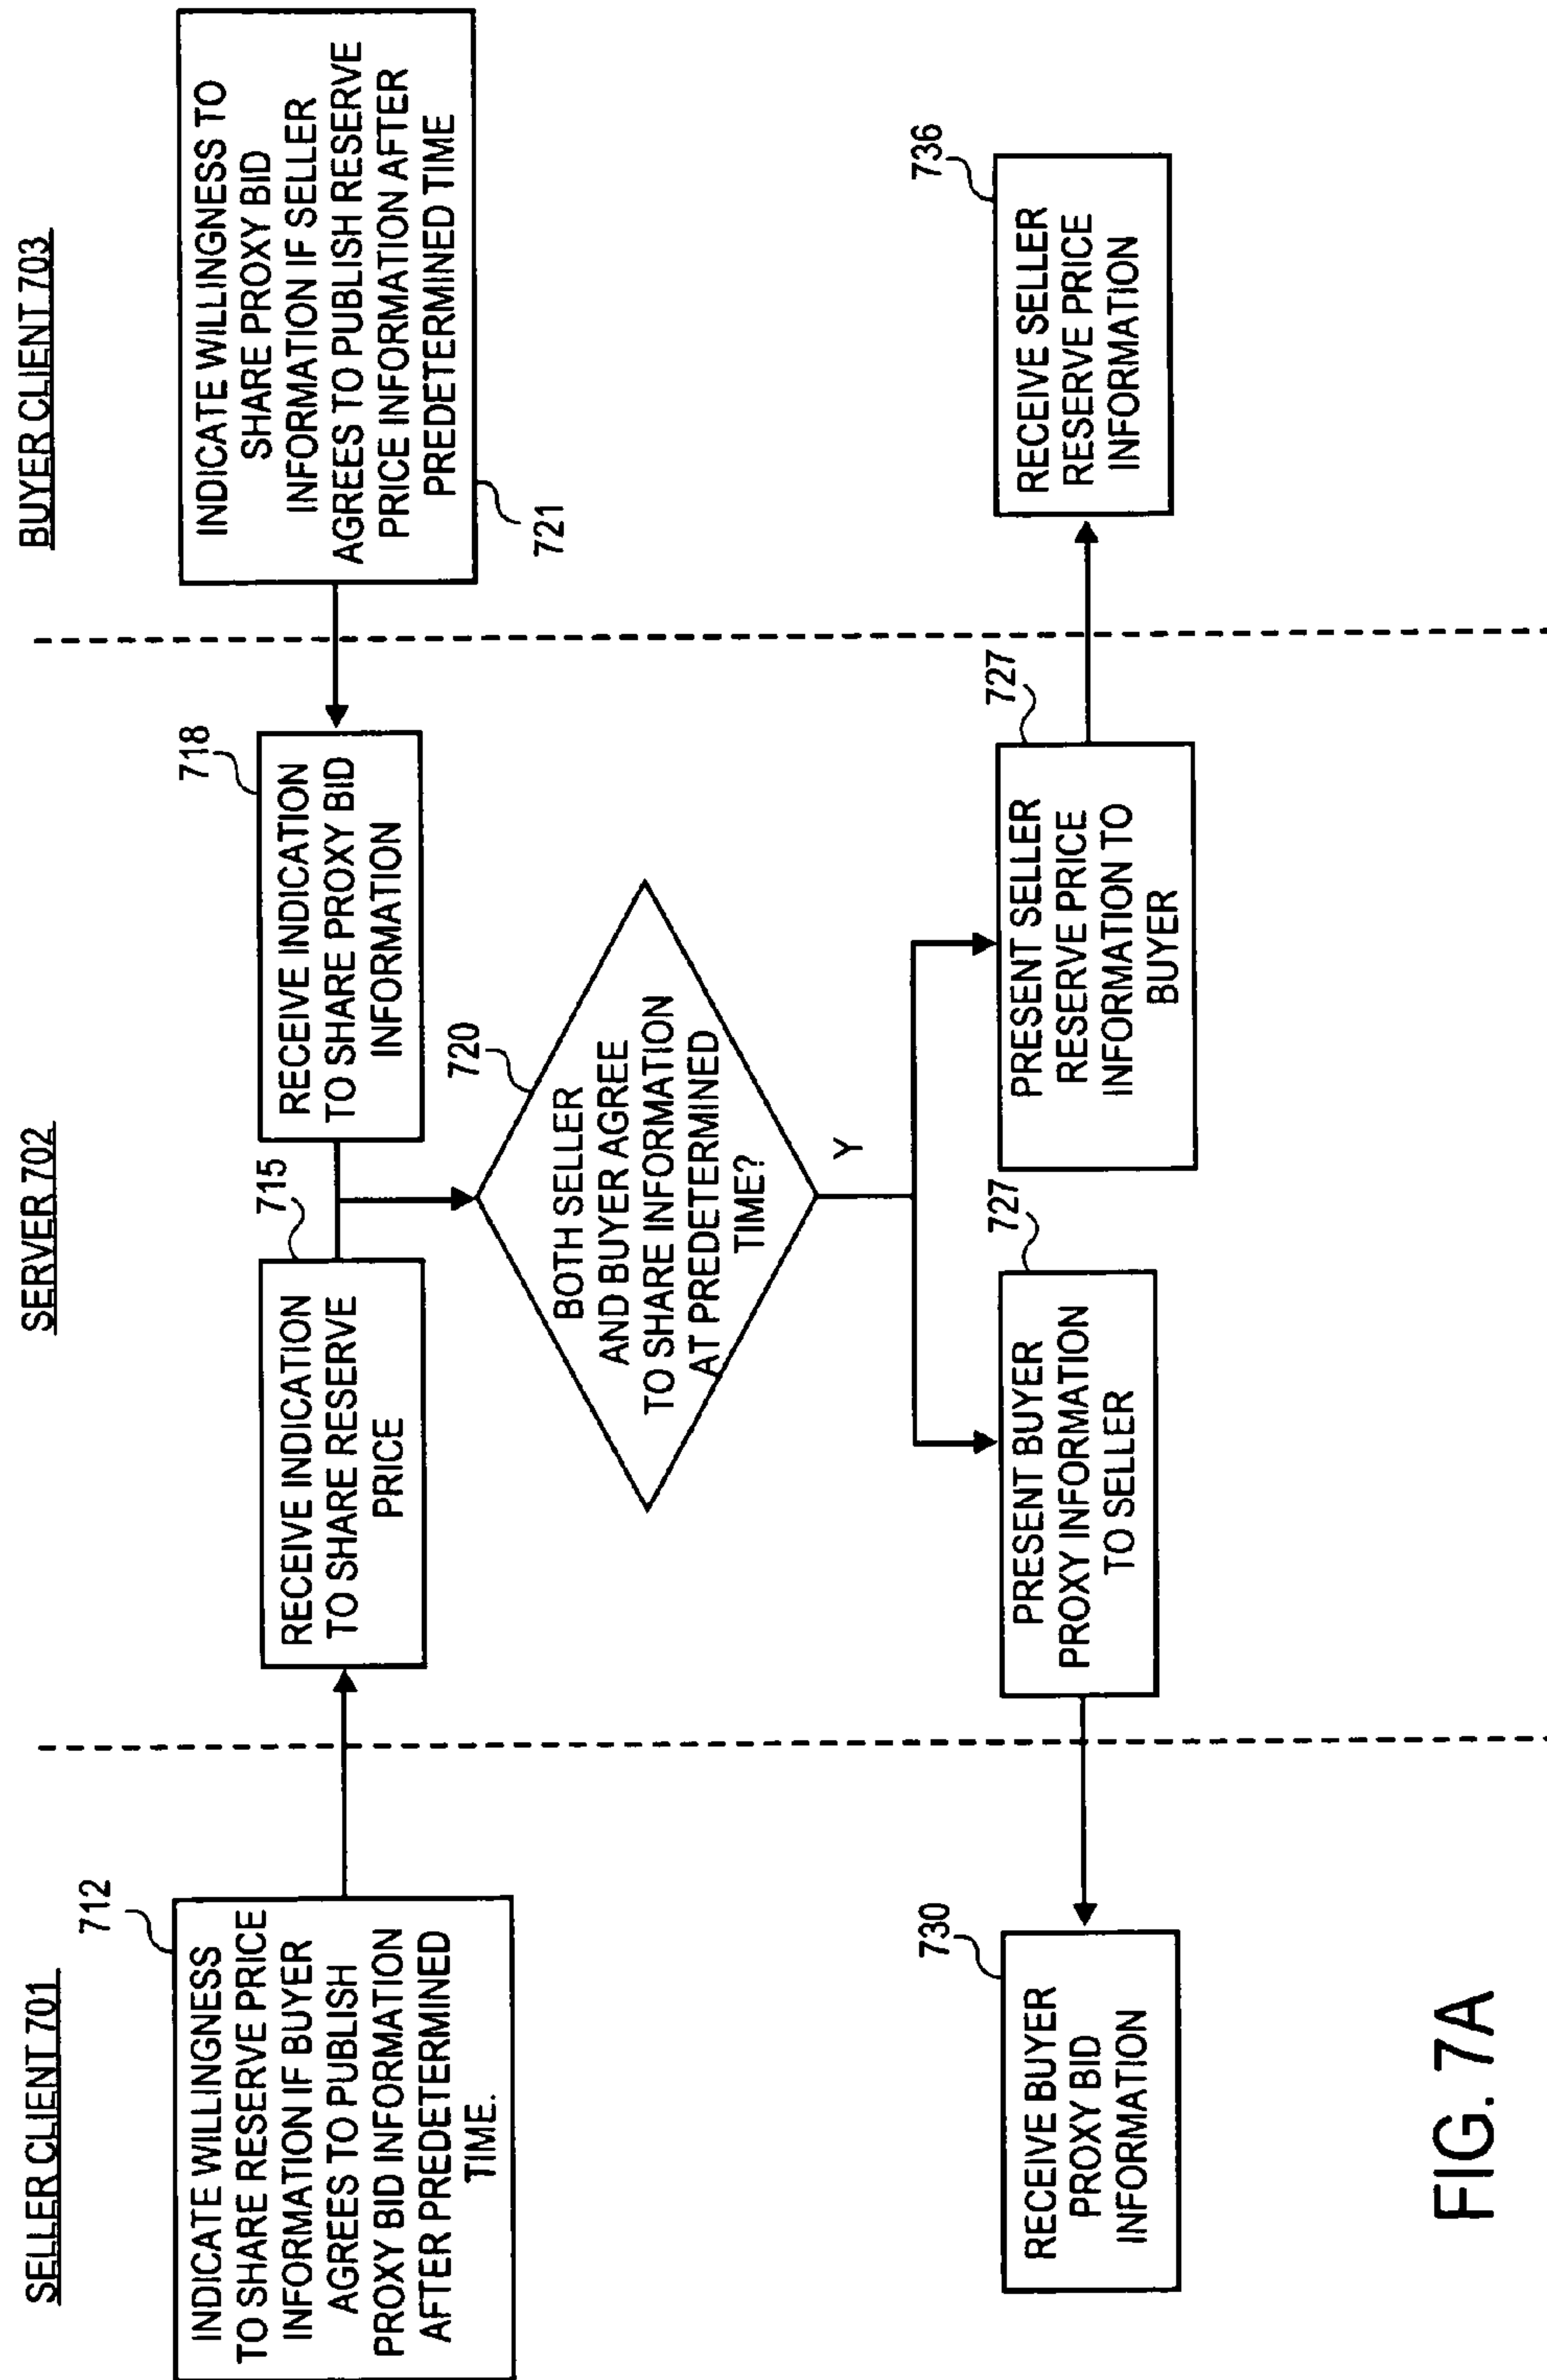 SELLER CLIENT 701
SERVER 702
BUYER CLIENT 703
712
INDICATE WILLINGNESS
TO SHARE RESERVE PRICE
INFORMATION IF BUYER
AGREES TO PUBLISH
PROXY BID INFORMATION
AFTER PREDETERMINED
TIME.
715
RECEIVE INDICATION
TO SHARE RESERVE
PRICE
718
RECEIVE INDICATION
TO SHARE PROXY BID
INFORMATION
INDICATE WILLINGNESS TO
SHARE PROXY BID
INFORMATION IF SELLER
AGREES TO PUBLISH RESERVE
PRICE INFORMATION AFTER
PREDETERMINED TIME
721
720
BOTH SELLER
AND BUYER AGREE
TO SHARE INFORMATION
AT PREDETERMINED
TIME?
Y
730
RECEIVE BUYER
PROXY BID
INFORMATION
727
PRESENT BUYER
PROXY INFORMATION
TO SELLER
727
PRESENT SELLER
RESERVE PRICE
INFORMATION TO
BUYER
736
RECEIVE SELLER
RESERVE PRICE
INFORMATION
FIG. 7A